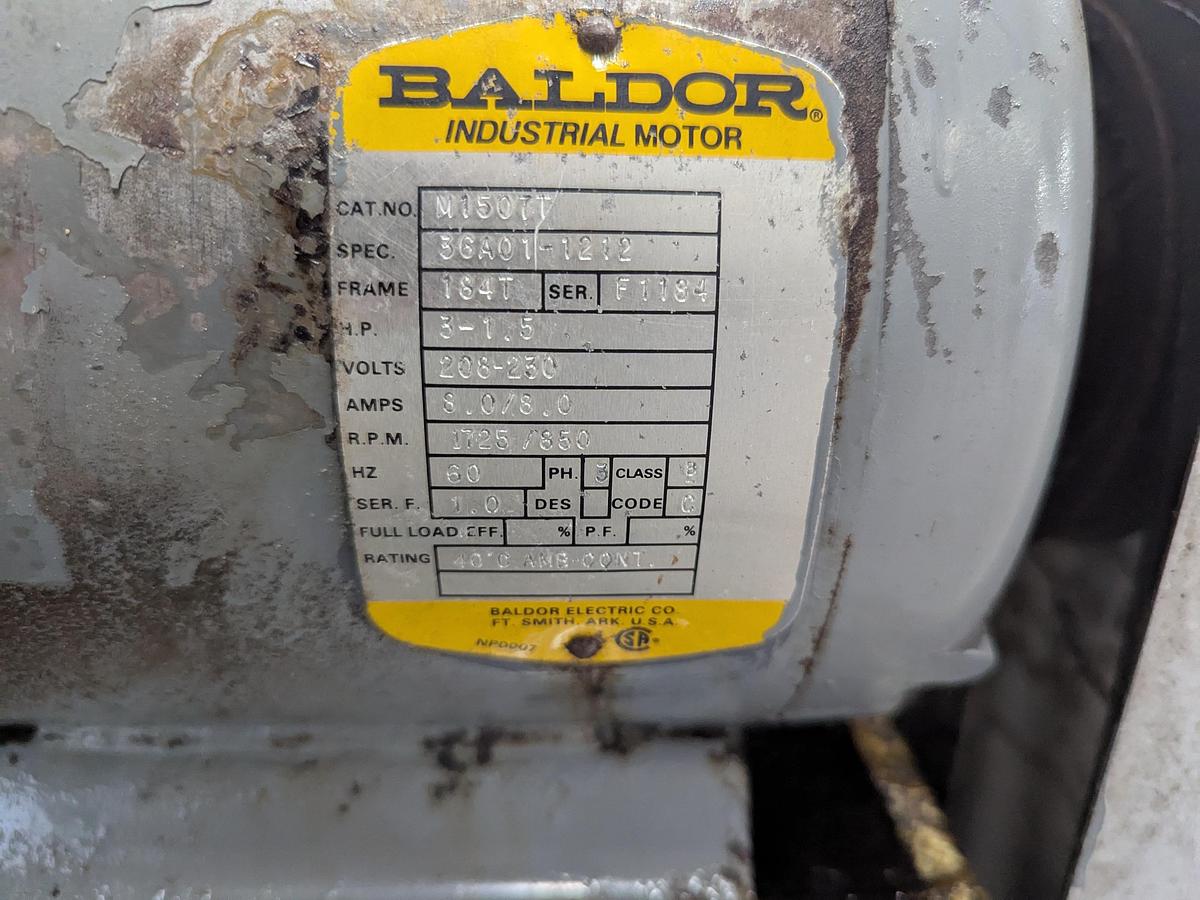 BALDOR®
INDUSTRIAL MOTOR
CAT.NO. M1507T
SPEC. 36A01-1212
FRAME 184T SER. F1184
H.P. 3-1.5
VOLTS 208-230
AMPS 8.0/8.0
R.P.M. 1725/850
HZ 60 PH. 3 CLASS B
SER. F. 1.0 DES CODE
FULL LOAD EFF. % P.F. %
RATING 40°C AMB-CONT.
BALDOR ELECTRIC CO.
FT. SMITH, ARK. U.S.A.
NP0007 SA®